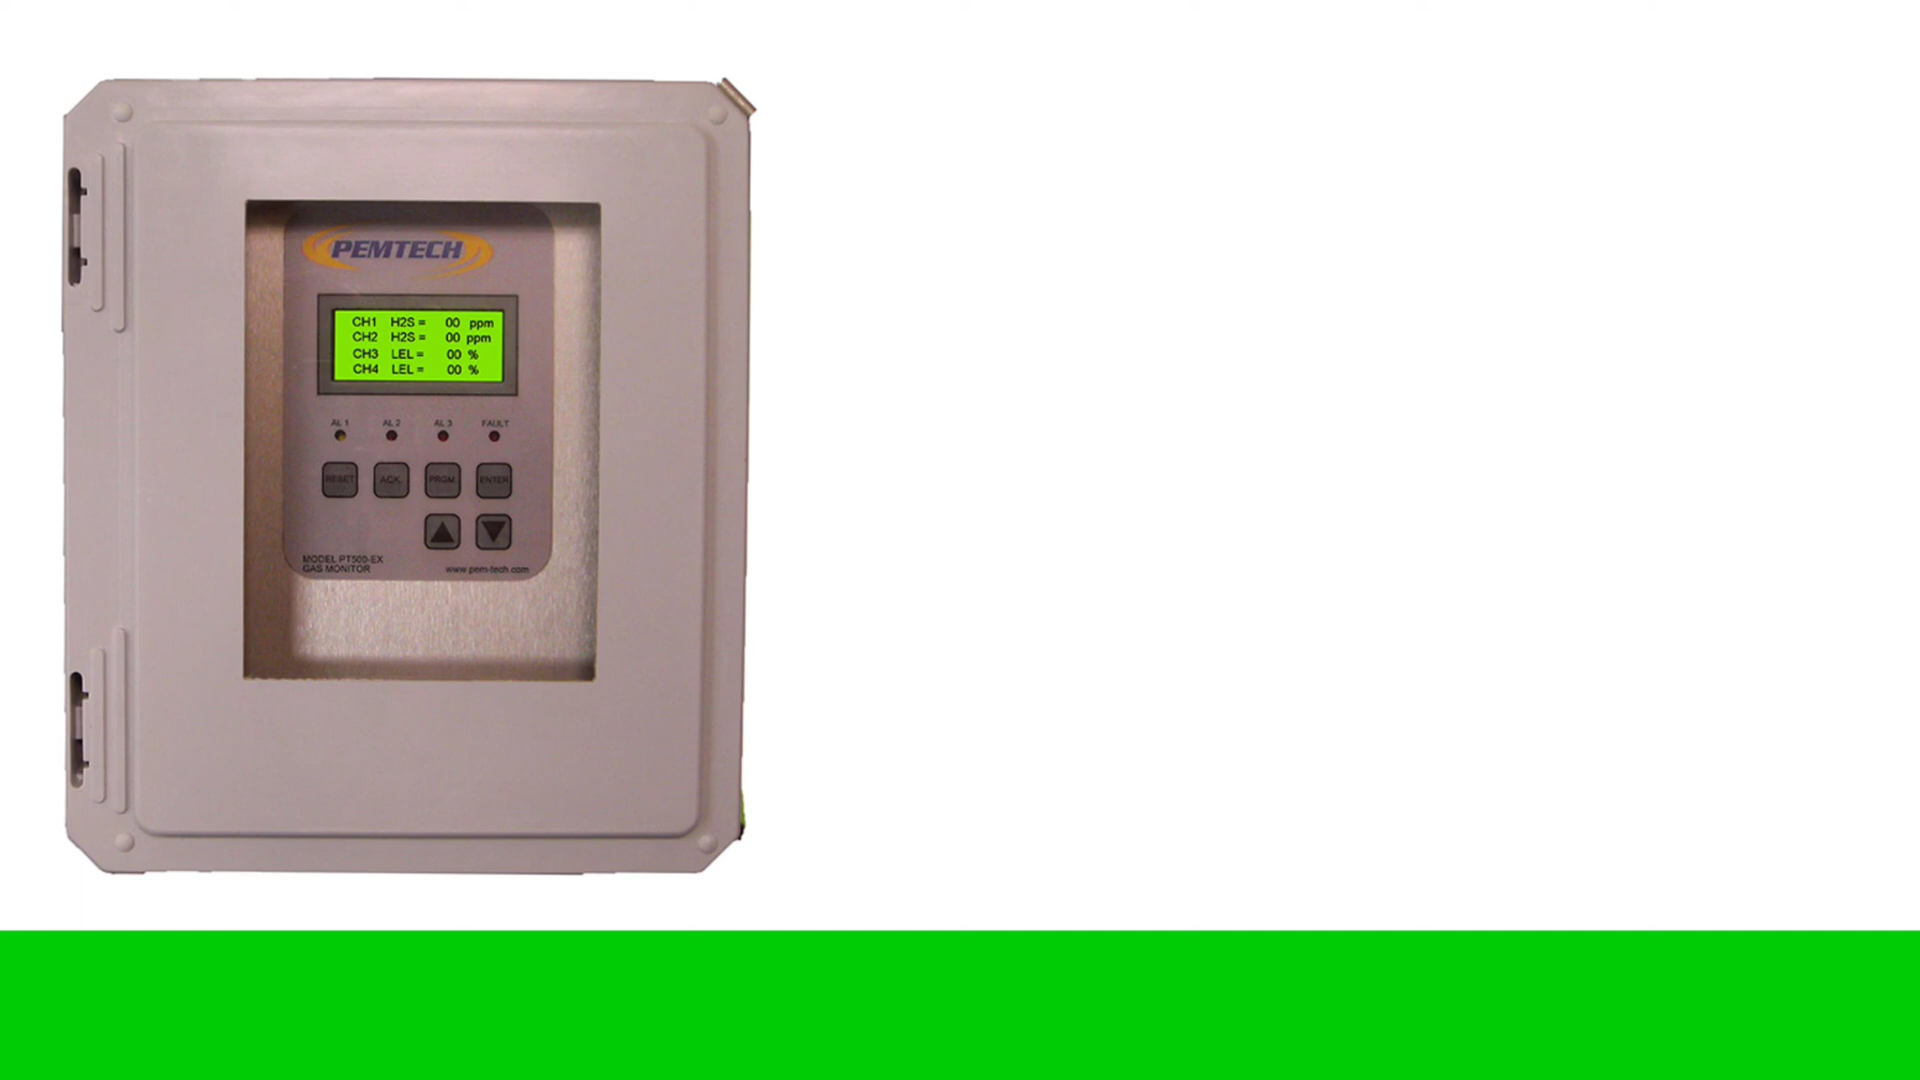 PEMTECH
CH1 H2S = 00 ppm
CH2 H2S = 00 ppm
CH3 LEL = 00 %
CH4 LEL = 00 %
AL 1 AL 2 AL 3 FAULT
RESET ACK. PRGM. ENTER
MODEL PT500-EX
GAS MONITOR www.pem-tech.com